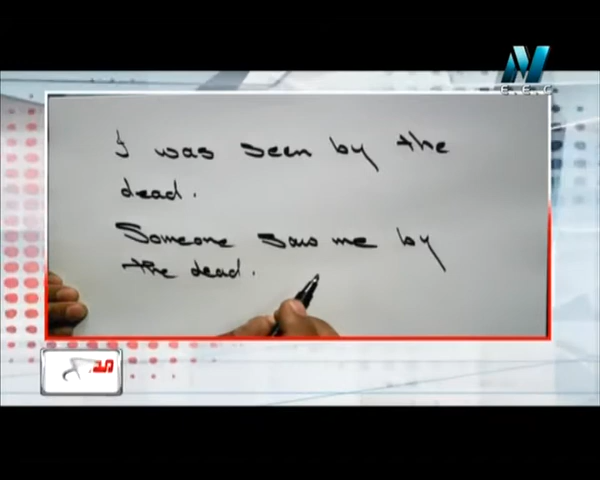 I was seen by the
dead.
Someone saw me by
the dead.
E.E.C